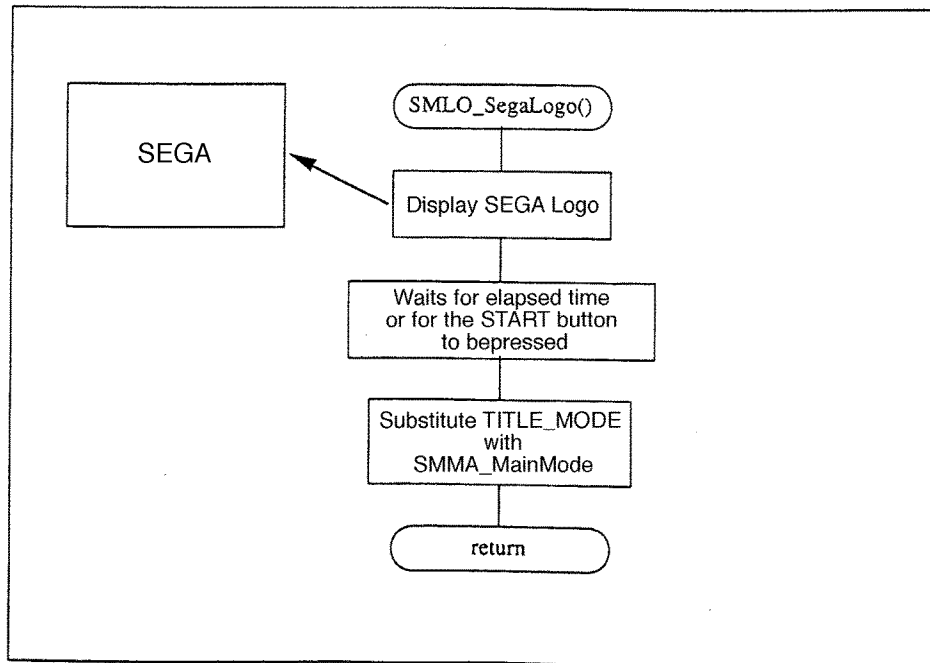 SEGA
SMLO_SegaLogo()
Display SEGA Logo
Waits for elapsed time
or for the START button
to bepressed
Substitute TITLE_MODE
with
SMMA_MainMode
return